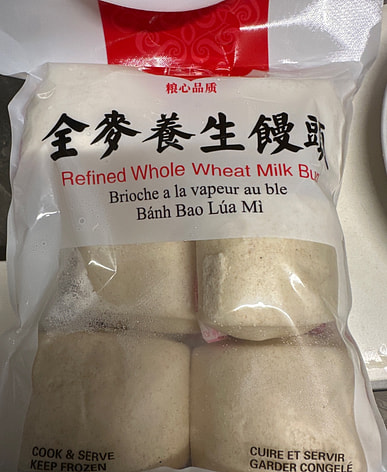 粮心品质
全麥養生饅頭
Refined Whole Wheat Milk Bun
Brioche a la vapeur au ble
Bánh Bao Lúa Mì
COOK & SERVE
KEEP FROZEN
CUIRE ET SERVIR
GARDER CONGELÉ